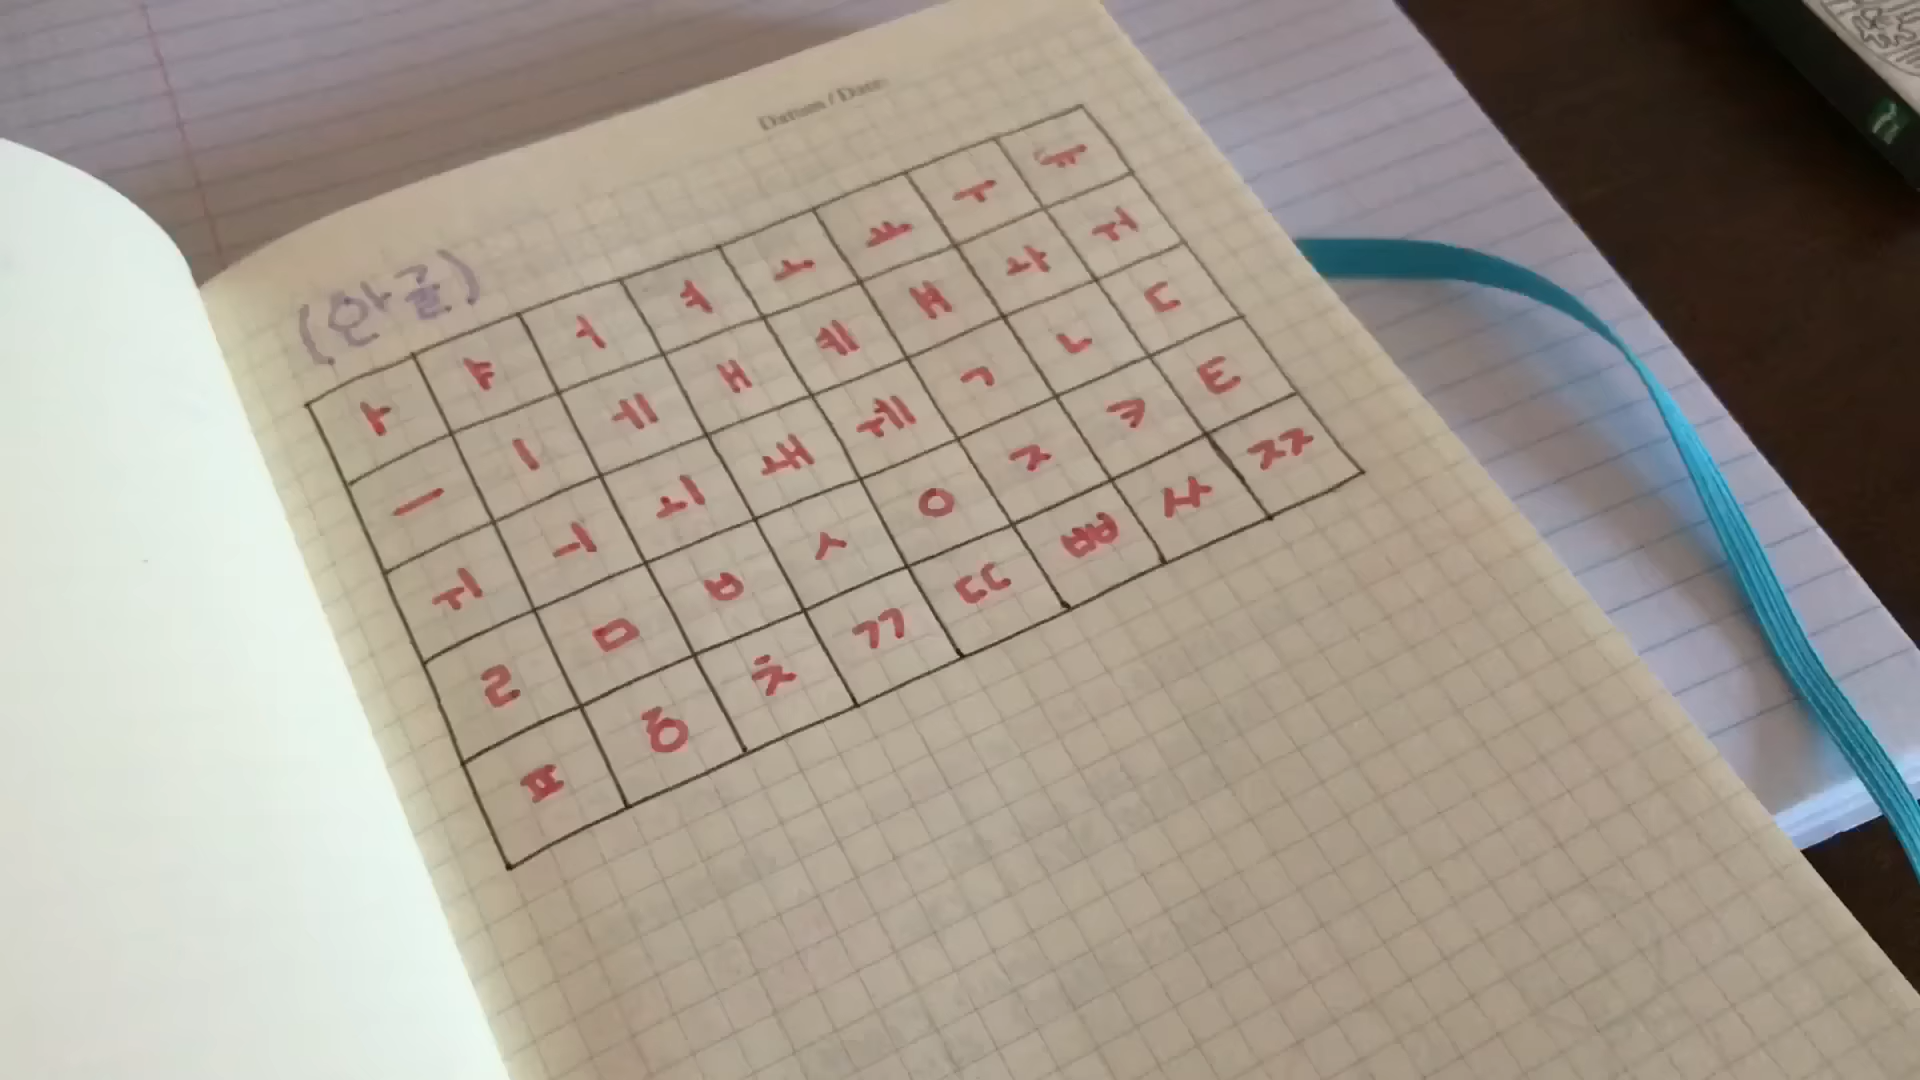 Datum / Date:
(한글)
ㅏ ㅑ ㅓ ㅕ ㅗ ㅛ ㅜ ㅠ
ㅡ ㅣ ㅔ ㅐ ㅖ ㅒ ㅘ ㅝ
ㅟ ㅢ ㅚ ㅙ ㅞ ㄱ ㄴ ㄷ
ㄹ ㅁ ㅂ ㅅ ㅇ ㅈ ㅋ ㅌ
ㅍ ㅎ ㅊ ㄲ ㄸ ㅃ ㅆ ㅉ